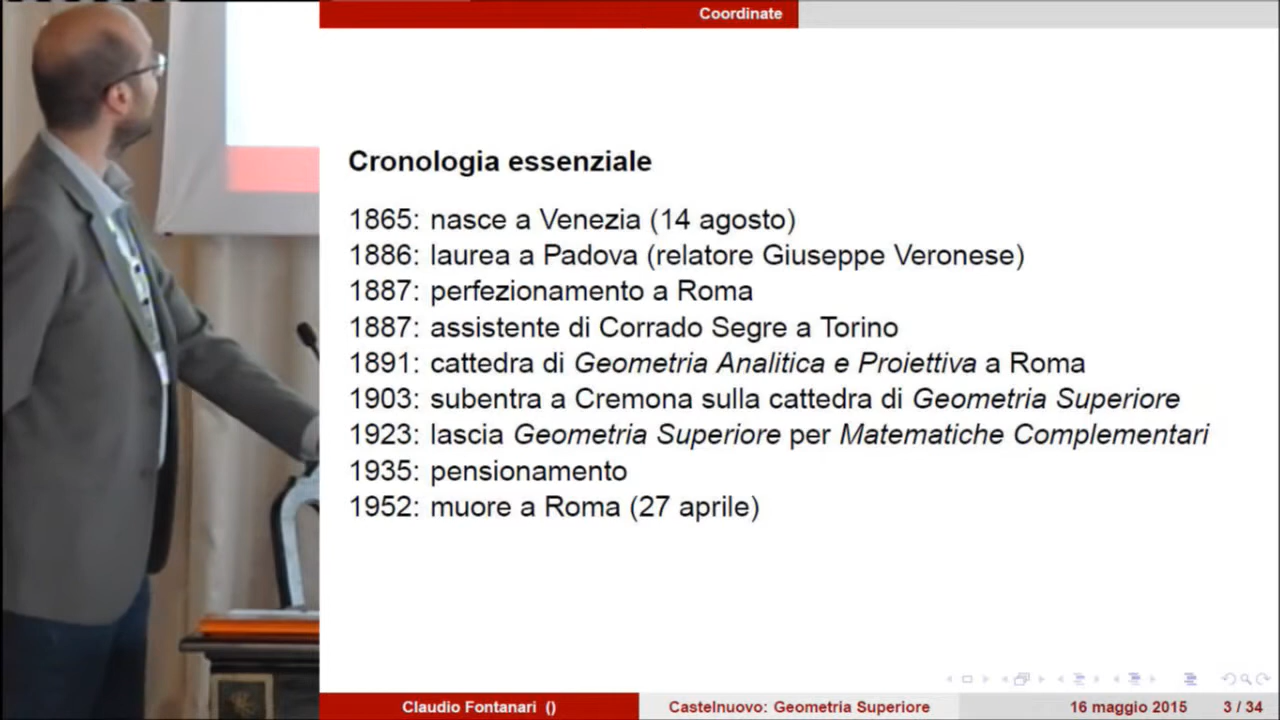 Coordinate
Cronologia essenziale
1865: nasce a Venezia (14 agosto)
1886: laurea a Padova (relatore Giuseppe Veronese)
1887: perfezionamento a Roma
1887: assistente di Corrado Segre a Torino
1891: cattedra di Geometria Analitica e Proiettiva a Roma
1903: subentra a Cremona sulla cattedra di Geometria Superiore
1923: lascia Geometria Superiore per Matematiche Complementari
1935: pensionamento
1952: muore a Roma (27 aprile)
Claudio Fontanari () Castelnuovo: Geometria Superiore 16 maggio 2015 3 / 34